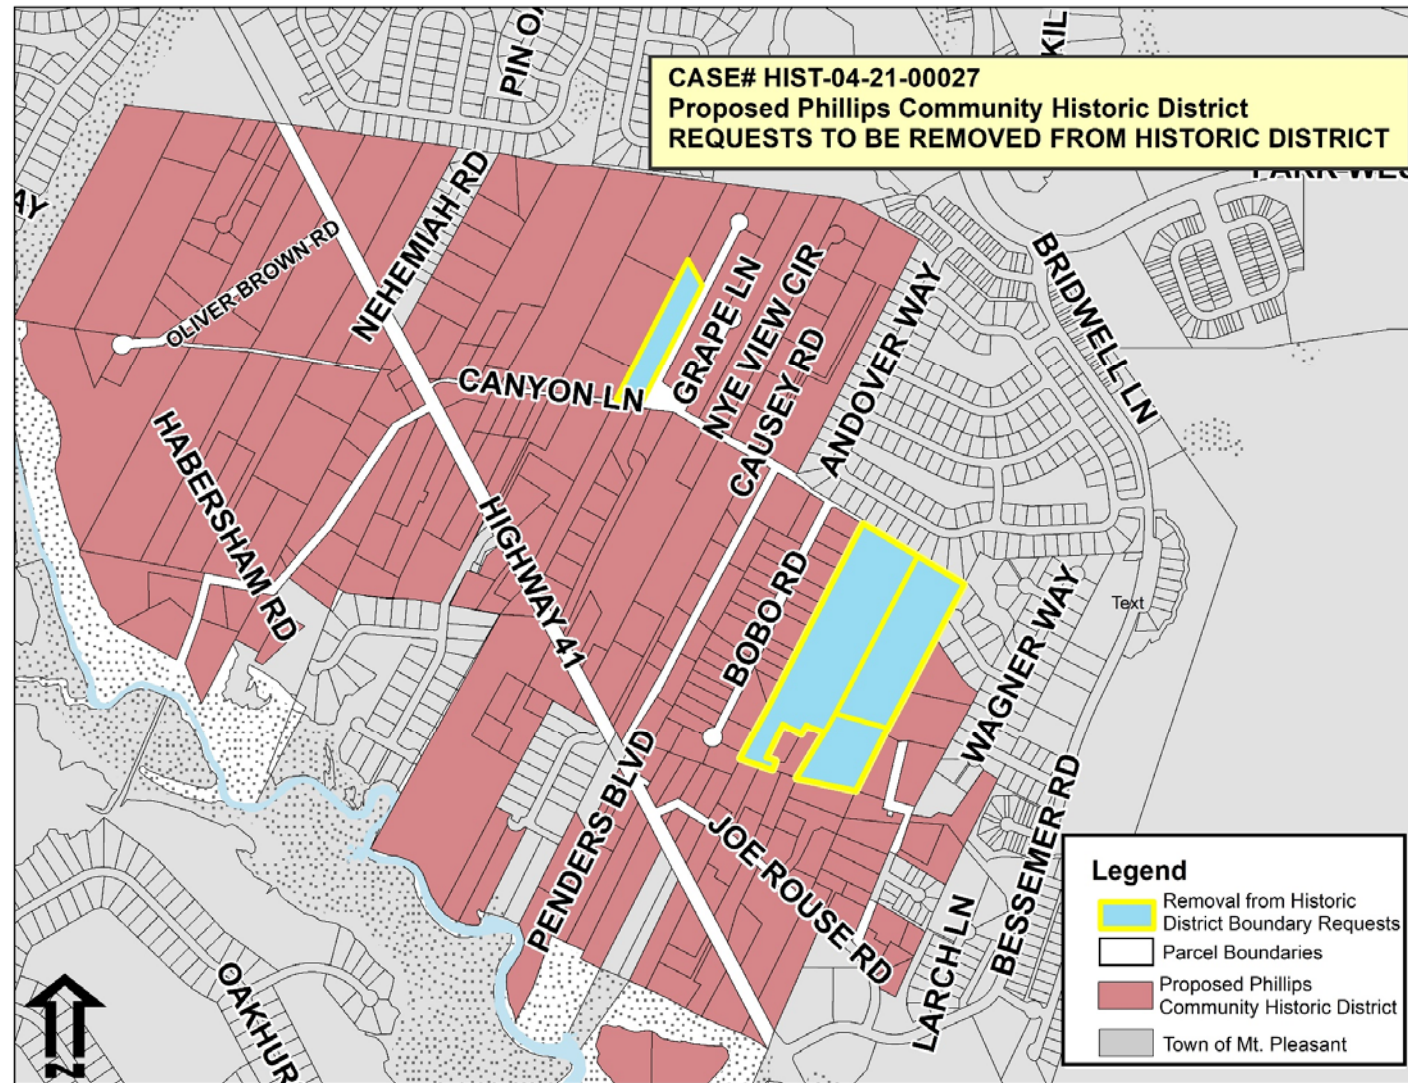 CASE# HIST-04-21-00027
Proposed Phillips Community Historic District
REQUESTS TO BE REMOVED FROM HISTORIC DISTRICT
NEHEMIAH RD
OLIVER BROWN RD
CANYON LN
GRAPE LN
NYE VIEW CIR
CAUSEY RD
ANDOVER WAY
BRIDWELL LN
HABERSHAM RD
HIGHWAY 41
BOBO RD
WAGNER WAY
Text
PENDERS BLVD
JOE ROUSE RD
BESSEMER RD
LARCH LN
OAKHUR
N
Legend
Removal from Historic
District Boundary Requests
Parcel Boundaries
Proposed Phillips
Community Historic District
Town of Mt. Pleasant